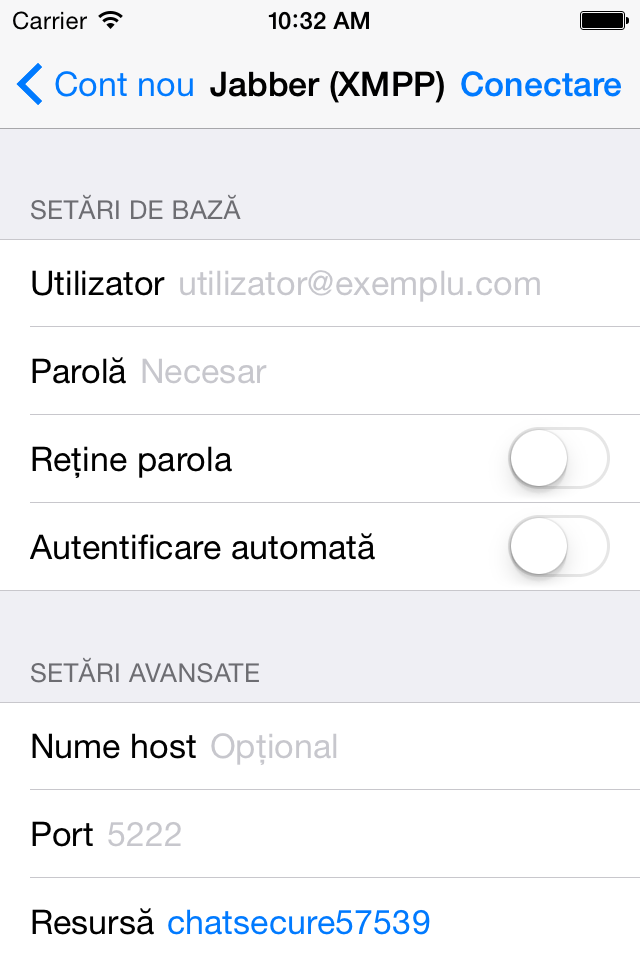 Carrier 10:32 AM
Cont nou Jabber (XMPP) Conectare
SETĂRI DE BAZĂ
Utilizator utilizator@exemplu.com
Parolă Necesar
Reține parola
Autentificare automată
SETĂRI AVANSATE
Nume host Opțional
Port 5222
Resursă chatsecure57539